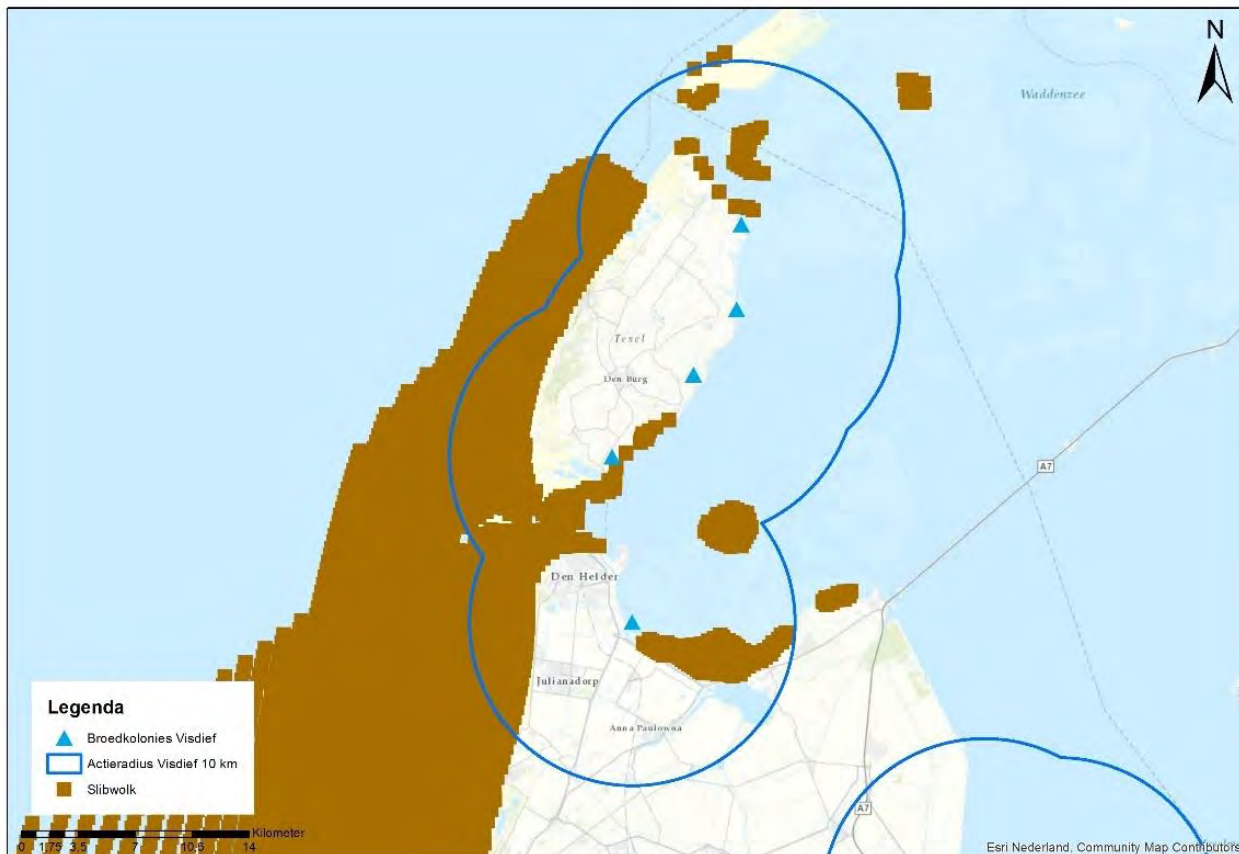 N
Waddenzee
Texel
Den Burg
A7
Den Helder
Julianadorp
Anna Paulowna
A7
Legenda
Broedkolonies Visdief
Actieradius Visdief 10 km
Slibwolk
Kilometer
0 1,75 3,5 7 10,5 14
Esri Nederland, Community Map Contributors